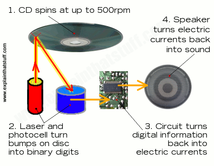 1. CD spins at up to 500rpm
4. Speaker
turns electric
currents back
into sound
www.explainthatstuff.com
2. Laser and
photocell turn
bumps on disc
into binary digits
3. Circuit turns
digital information
back into
electric currents